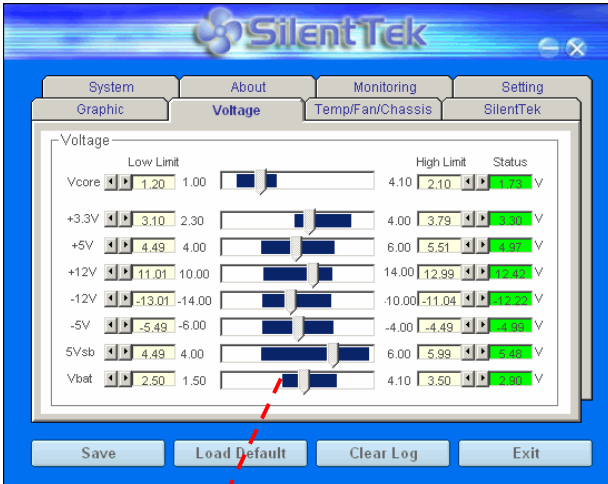 SilentTek
System About Monitoring Setting
Graphic Voltage Temp/Fan/Chassis SilentTek
Voltage
Low Limit High Limit Status
Vcore 1.20 1.00 4.10 2.10 1.73 V
+3.3V 3.10 2.30 4.00 3.79 3.30 V
+5V 4.49 4.00 6.00 5.51 4.97 V
+12V 11.01 10.00 14.00 12.99 12.42 V
-12V -13.01 -14.00 -10.00 -11.04 -12.22 V
-5V -5.49 -6.00 -4.00 -4.49 -4.99 V
5Vsb 4.49 4.00 6.00 5.99 5.48 V
Vbat 2.50 1.50 4.10 3.50 2.90 V
Save Load Default Clear Log Exit